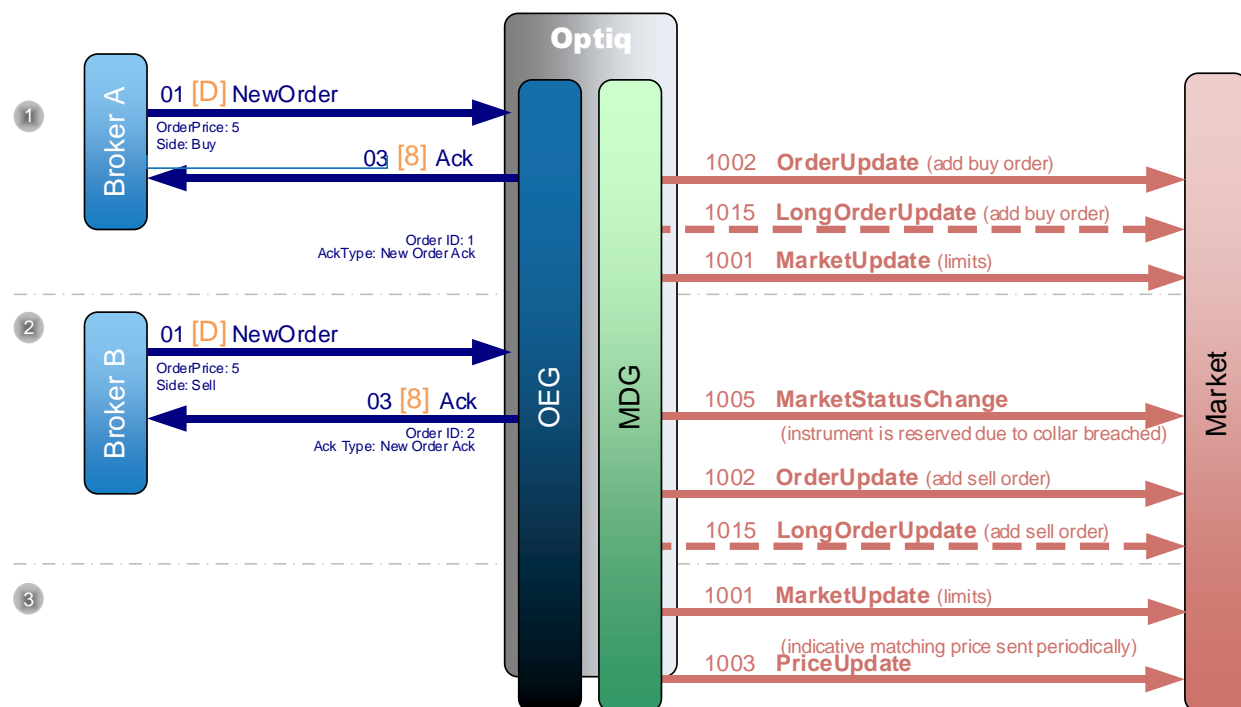 Optiq
Broker A
OEG
MDG
Market
1
01 [D] NewOrder
OrderPrice: 5
Side: Buy
03 [8] Ack
Order ID: 1
AckType: New Order Ack
1002 OrderUpdate (add buy order)
1015 LongOrderUpdate (add buy order)
1001 MarketUpdate (limits)
2
Broker B
01 [D] NewOrder
OrderPrice: 5
Side: Sell
03 [8] Ack
Order ID: 2
Ack Type: New Order Ack
1005 MarketStatusChange
(instrument is reserved due to collar breached)
1002 OrderUpdate (add sell order)
1015 LongOrderUpdate (add sell order)
3
1001 MarketUpdate (limits)
(indicative matching price sent periodically)
1003 PriceUpdate